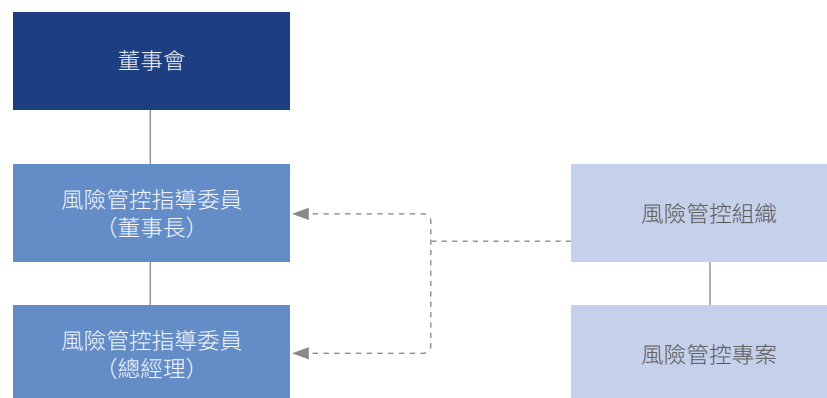 董事會
風險管控指導委員
（董事長）
風險管控組織
風險管控指導委員
（總經理）
風險管控專案